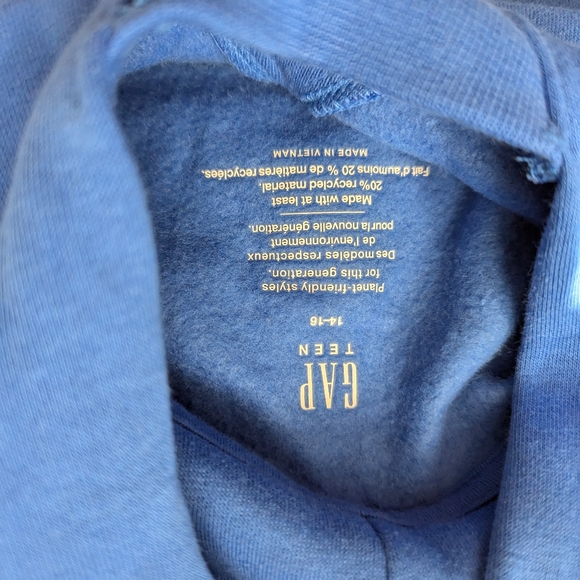 GAP
TEEN
14–16
Planet-friendly styles
for this generation.
Des modèles respectueux
de l'environnement
pour la nouvelle génération.
Made with at least
20% recycled material.
Fait d'au moins 20 % de matières recyclées.
MADE IN VIETNAM